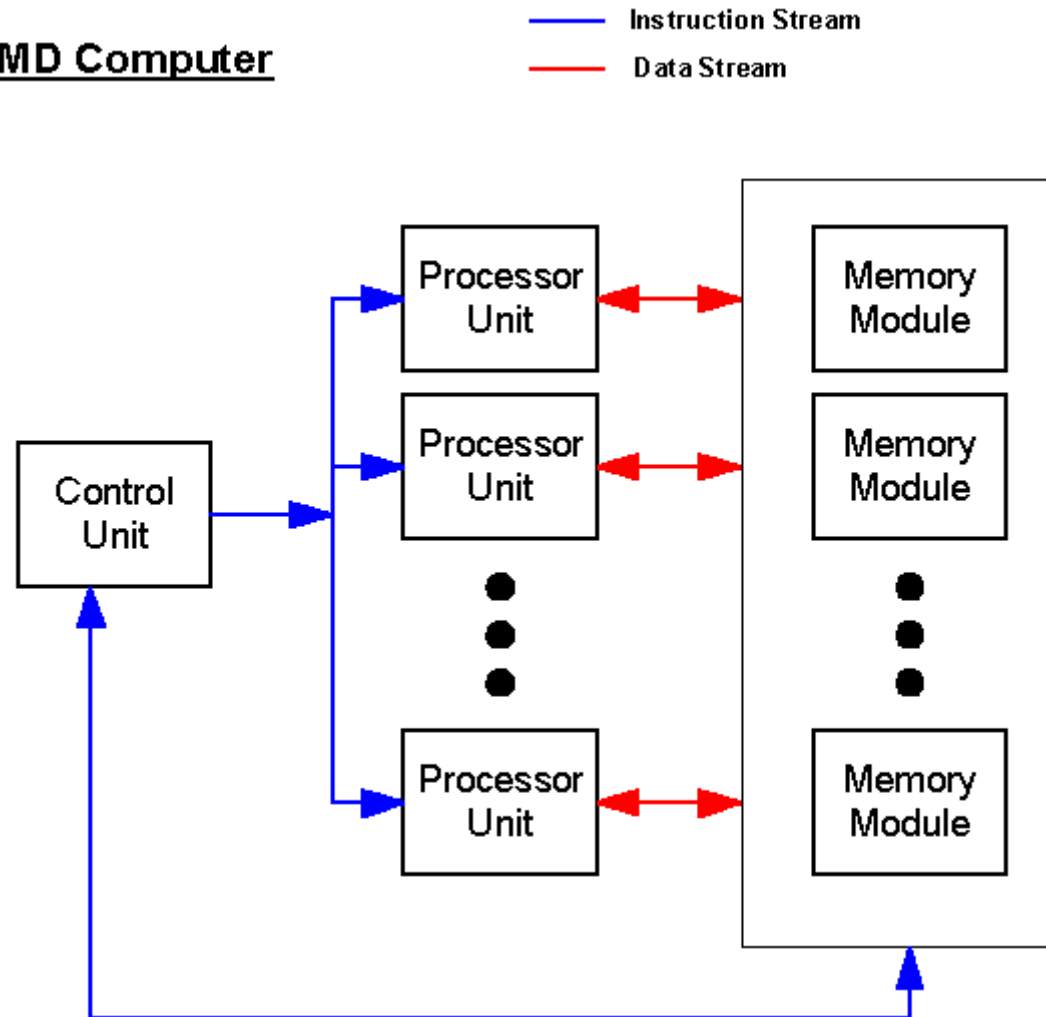 Instruction Stream
MD Computer
Data Stream
Processor
Unit
Memory
Module
Processor
Unit
Memory
Module
Control
Unit
Processor
Unit
Memory
Module